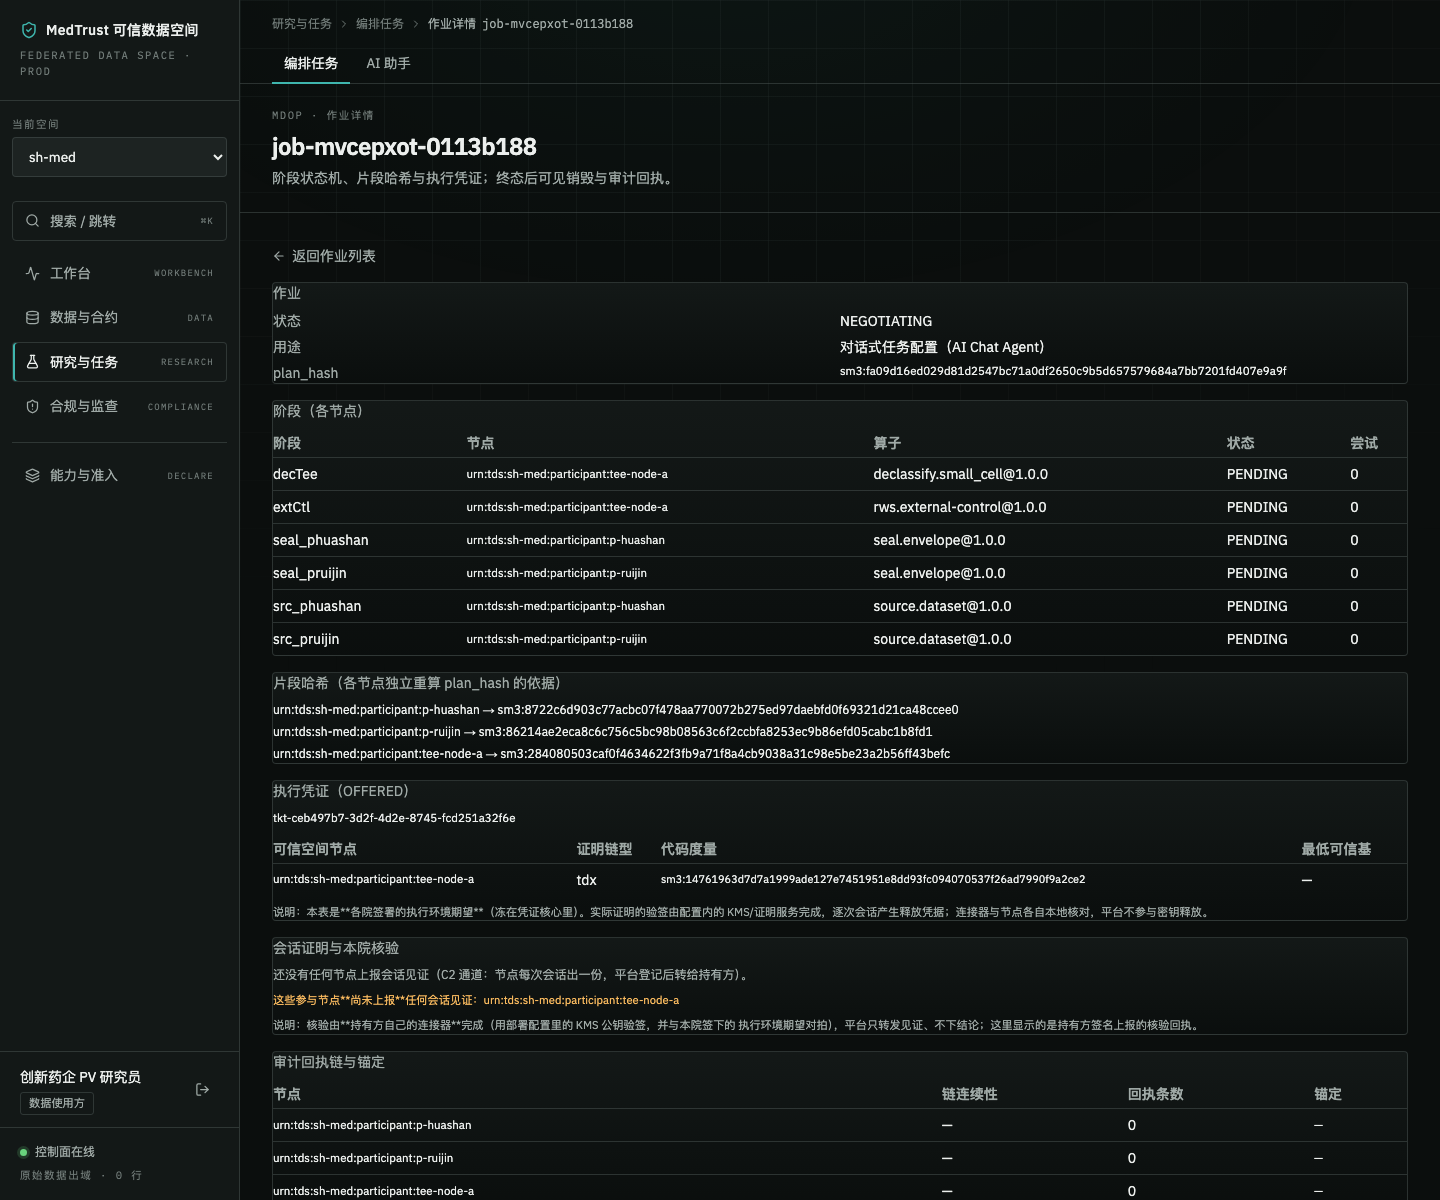 MedTrust 可信数据空间
FEDERATED DATA SPACE ·
PROD
当前空间
sh-med
搜索 / 跳转 ⌘K
工作台 WORKBENCH
数据与合约 DATA
研究与任务 RESEARCH
合规与监查 COMPLIANCE
能力与准入 DECLARE
创新药企 PV 研究员
数据使用方
控制面在线
原始数据出域 · 0 行
研究与任务 > 编排任务 > 作业详情 job-mvcepxot-0113b188
编排任务 AI 助手
MDOP · 作业详情
job-mvcepxot-0113b188
阶段状态机、片段哈希与执行凭证；终态后可见销毁与审计回执。
← 返回作业列表
作业
状态 NEGOTIATING
用途 对话式任务配置（AI Chat Agent）
plan_hash sm3:fa09d16ed029d81d2547bc71a0df2650c9b5d657579684a7bb7201fd407e9a9f
阶段（各节点）
阶段 节点 算子 状态 尝试
decTee urn:tds:sh-med:participant:tee-node-a declassify.small_cell@1.0.0 PENDING 0
extCtl urn:tds:sh-med:participant:tee-node-a rws.external-control@1.0.0 PENDING 0
seal_phuashan urn:tds:sh-med:participant:p-huashan seal.envelope@1.0.0 PENDING 0
seal_pruijin urn:tds:sh-med:participant:p-ruijin seal.envelope@1.0.0 PENDING 0
src_phuashan urn:tds:sh-med:participant:p-huashan source.dataset@1.0.0 PENDING 0
src_pruijin urn:tds:sh-med:participant:p-ruijin source.dataset@1.0.0 PENDING 0
片段哈希（各节点独立重算 plan_hash 的依据）
urn:tds:sh-med:participant:p-huashan → sm3:8722c6d903c77acbc07f478aa770072b275ed97daebfd0f69321d21ca48ccee0
urn:tds:sh-med:participant:p-ruijin → sm3:86214ae2eca8c6c756c5bc98b08563c6f2ccbfa8253ec9b86efd05cabc1b8fd1
urn:tds:sh-med:participant:tee-node-a → sm3:284080503caf0f4634622f3fb9a71f8a4cb9038a31c98e5be23a2b56ff43befc
执行凭证（OFFERED）
tkt-ceb497b7-3d2f-4d2e-8745-fcd251a32f6e
可信空间节点 证明链型 代码度量 最低可信基
urn:tds:sh-med:participant:tee-node-a tdx sm3:14761963d7d7a1999ade127e7451951e8dd93fc094070537f26ad7990f9a2ce2 —
说明：本表是**各院签署的执行环境期望**（冻在凭证核心里）。实际证明的验签由配置内的 KMS/证明服务完成，逐次会话产生释放凭据；连接器与节点各自本地核对，平台不参与密钥释放。
会话证明与本院核验
还没有任何节点上报会话见证（C2 通道：节点每次会话出一份，平台登记后转给持有方）。
这些参与节点**尚未上报**任何会话见证：urn:tds:sh-med:participant:tee-node-a
说明：核验由**持有方自己的连接器**完成（用部署配置里的 KMS 公钥验签，并与本院签下的 执行环境期望对拍），平台只转发见证、不下结论；这里显示的是持有方签名上报的核验回执。
审计回执链与锚定
节点 链连续性 回执条数 锚定
urn:tds:sh-med:participant:p-huashan — 0 —
urn:tds:sh-med:participant:p-ruijin — 0 —
urn:tds:sh-med:participant:tee-node-a — 0 —